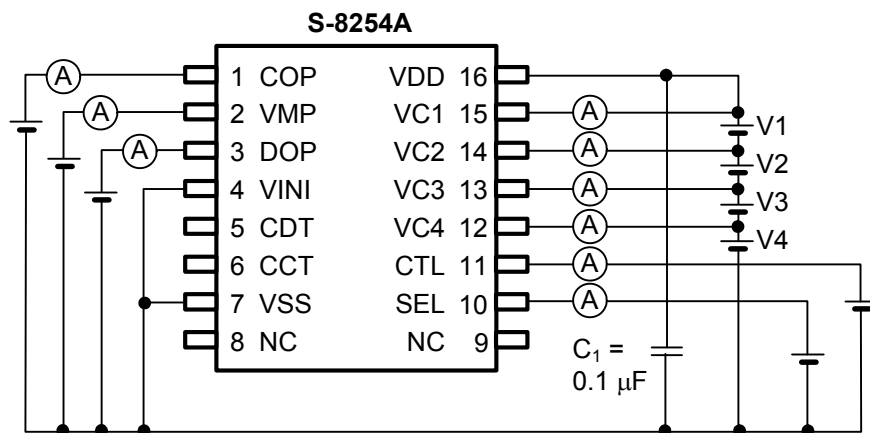 S-8254A
A
1 COP VDD 16
A
2 VMP VC1 15
A
V1
A
3 DOP VC2 14
A
V2
4 VINI VC3 13
A
V3
5 CDT VC4 12
A
V4
6 CCT CTL 11
A
7 VSS SEL 10
A
8 NC NC 9
C₁ =
0.1 μF